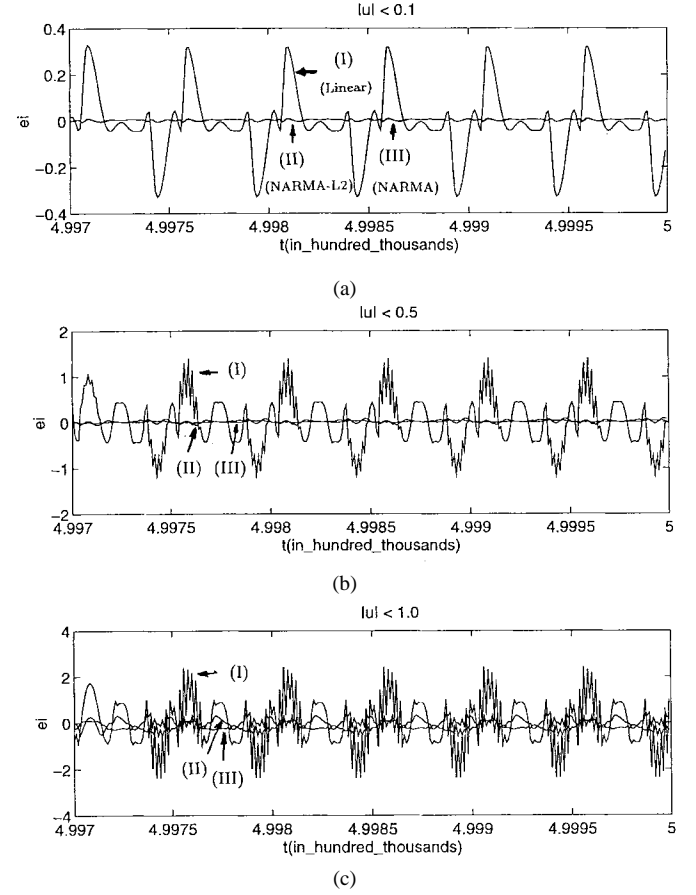 |u| < 0.1
0.4
0.2
0
−0.2
−0.4
ei
(I)
(Linear)
(II)
(III)
(NARMA-L2)
(NARMA)
4.997 4.9975 4.998 4.9985 4.999 4.9995 5
t(in_hundred_thousands)
(a)
|u| < 0.5
2
1
0
−1
−2
ei
(I)
(II) (III)
4.997 4.9975 4.998 4.9985 4.999 4.9995 5
t(in_hundred_thousands)
(b)
|u| < 1.0
4
2
0
−2
−4
ei
(I)
(II)
(III)
4.997 4.9975 4.998 4.9985 4.999 4.9995 5
t(in_hundred_thousands)
(c)